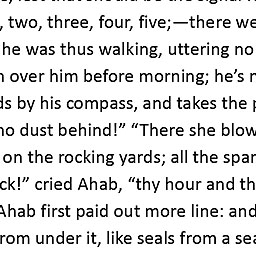 , two, three, four, five;—there we
he was thus walking, uttering no
over him before morning; he's
by his compass, and takes the
no dust behind!" "There she blow
on the rocking yards; all the spar
ck!" cried Ahab, "thy hour and th
Ahab first paid out more line: and
rom under it, like seals from a sea